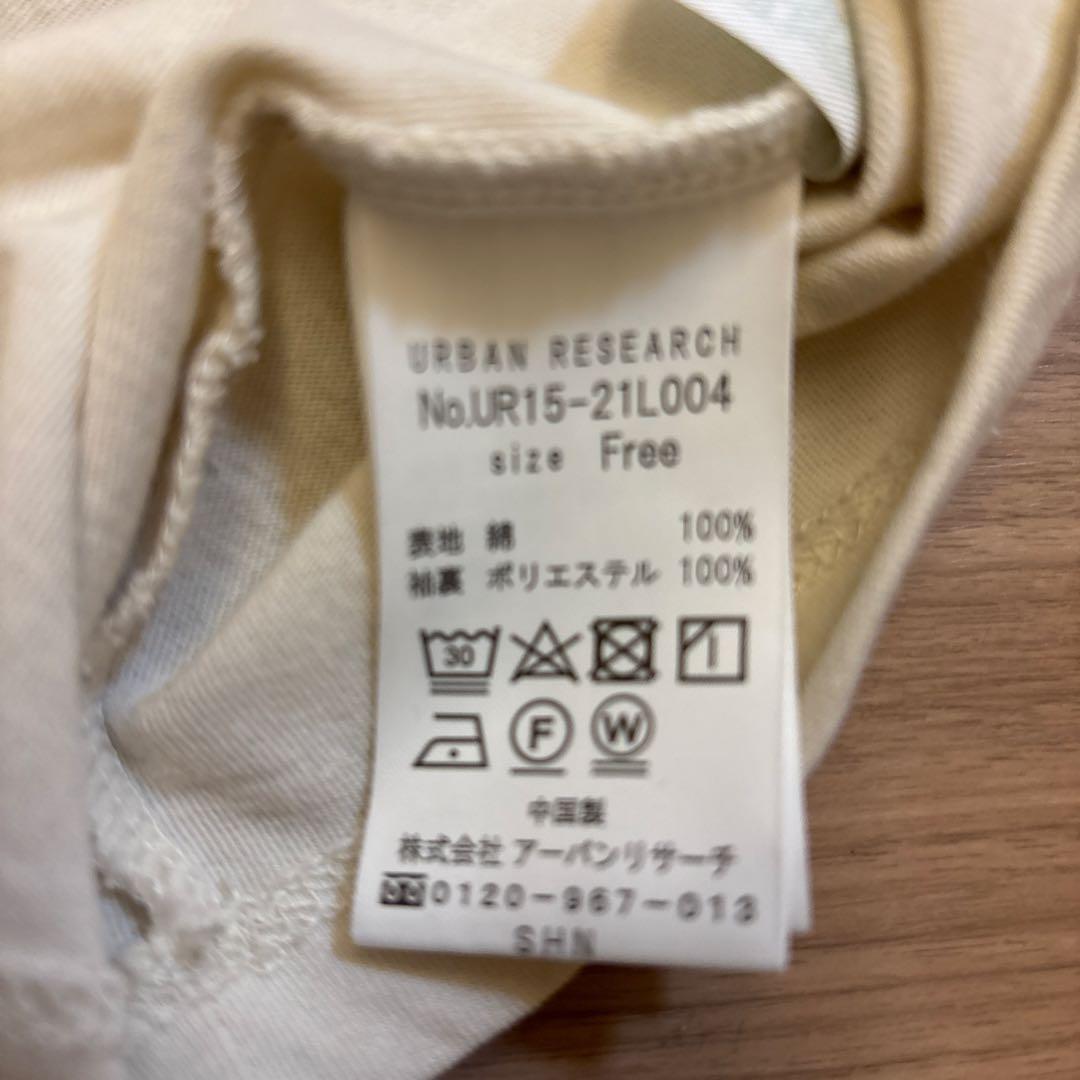 URBAN RESEARCH
No.UR15-21L004
size Free
表地 綿 100%
袖裏 ポリエステル 100%
30
F W
中国製
株式会社 アーバンリサーチ
0120-967-013
SHN